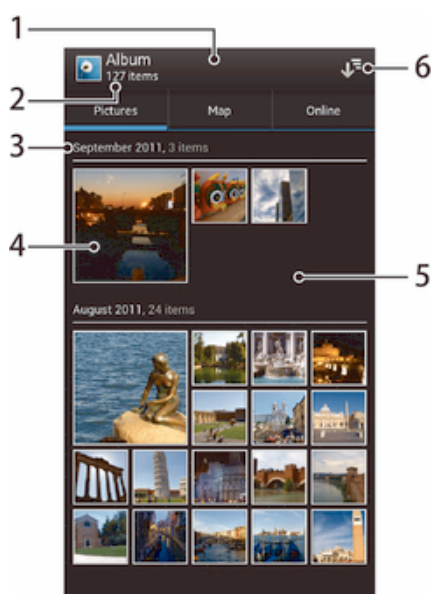 1
Album
127 items
6
2
Pictures Map Online
3
September 2011, 3 items
4
5
August 2011, 24 items